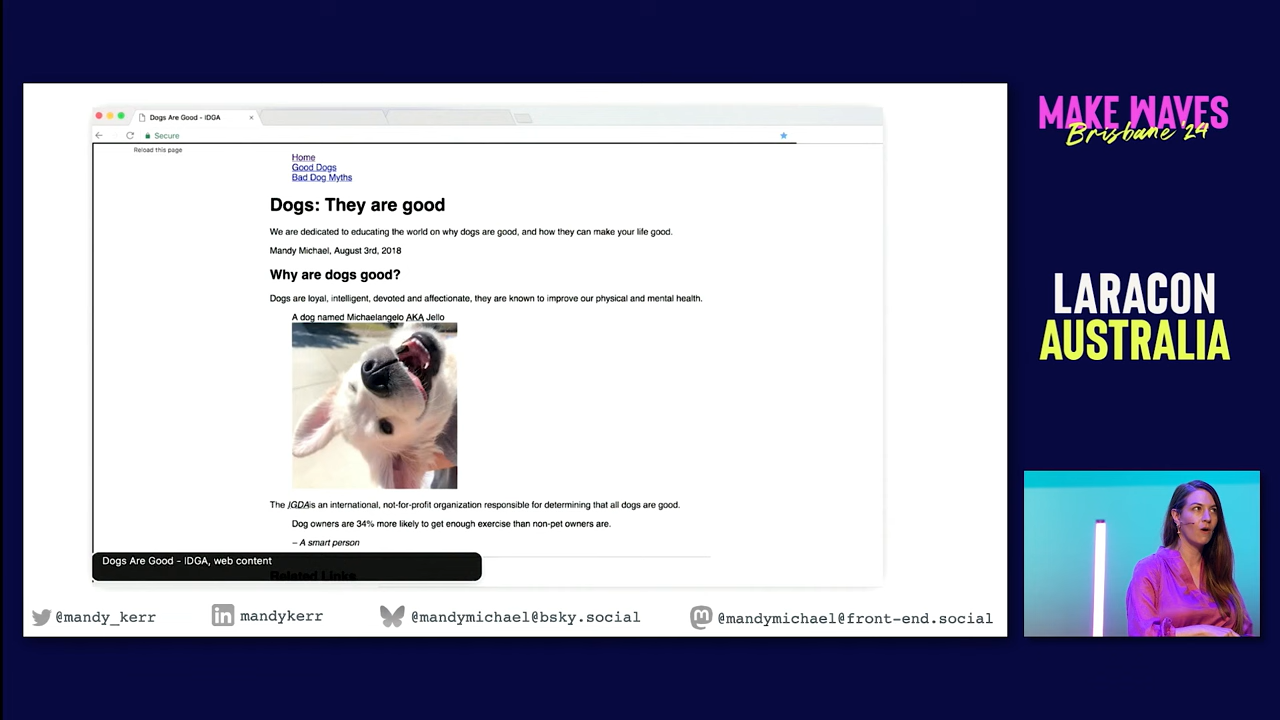 Dogs Are Good - IDGA
Secure
Reload this page
Home
Good Dogs
Bad Dog Myths
Dogs: They are good
We are dedicated to educating the world on why dogs are good, and how they can make your life good.
Mandy Michael, August 3rd, 2018
Why are dogs good?
Dogs are loyal, intelligent, devoted and affectionate, they are known to improve our physical and mental health.
A dog named Michaelangelo AKA Jello
The IGDA is an international, not-for-profit organization responsible for determining that all dogs are good.
Dog owners are 34% more likely to get enough exercise than non-pet owners are.
– A smart person
Related Links
Dogs Are Good - IDGA, web content
@mandy_kerr
mandykerr
@mandymichael@bsky.social
@mandymichael@front-end.social
MAKE WAVES
Brisbane '24
LARACON
AUSTRALIA